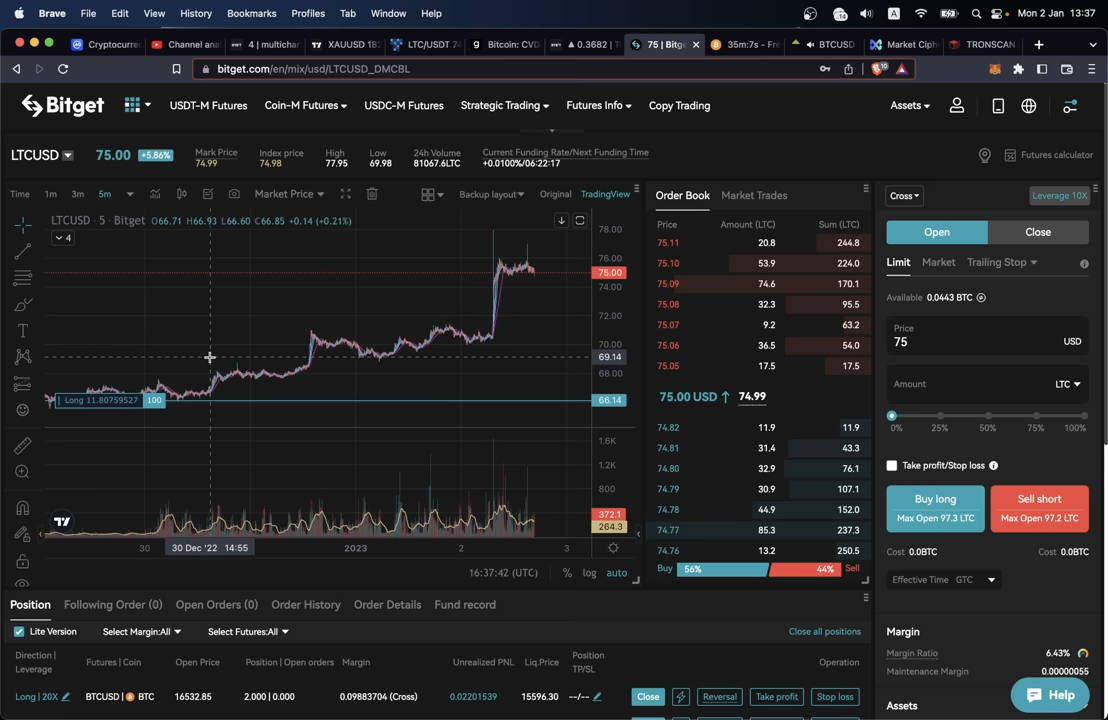 Brave File Edit View History Bookmarks Profiles Tab Window Help 14 A Mon 2 Jan 13:37
Cryptocurre Channel ana 4 | multichar XAUUSD 182 LTC/USDT 74 Bitcoin: CVD ▲ 0.3682 | T 75 | Bitge 35m:7s - Fre BTCUSD Market Ciph TRONSCAN
bitget.com/en/mix/usd/LTCUSD_DMCBL 10
Bitget USDT-M Futures Coin-M Futures USDC-M Futures Strategic Trading Futures Info Copy Trading Assets
LTCUSD 75.00 +5.86% Mark Price 74.99 Index price 74.98 High 77.95 Low 69.98 24h Volume 81067.6LTC Current Funding Rate/Next Funding Time +0.0100%/06:22:17 Futures calculator
Time 1m 3m 5m Market Price Backup layout Original TradingView
LTCUSD · 5 · Bitget O66.71 H66.93 L66.60 C66.85 +0.14 (+0.21%)
4
78.00
76.00
75.00
74.00
72.00
70.00
69.14
68.00
Long 11.80759527 100 66.14
1.6K
1.2K
800
372.1
264.3
30 30 Dec '22 14:55 2023 2 3
16:37:42 (UTC) % log auto
Order Book Market Trades
Price Amount (LTC) Sum (LTC)
75.11 20.8 244.8
75.10 53.9 224.0
75.09 74.6 170.1
75.08 32.3 95.5
75.07 9.2 63.2
75.06 36.5 54.0
75.05 17.5 17.5
75.00 USD ↑ 74.99
74.82 11.9 11.9
74.81 31.4 43.3
74.80 32.9 76.1
74.79 30.9 107.1
74.78 44.9 152.0
74.77 85.3 237.3
74.76 13.2 250.5
Buy 56% 44% Sell
Cross Leverage 10X
Open Close
Limit Market Trailing Stop
Available 0.0443 BTC
Price
75 USD
Amount LTC
0% 25% 50% 75% 100%
Take profit/Stop loss
Buy long Sell short
Max Open 97.3 LTC Max Open 97.2 LTC
Cost 0.0BTC Cost 0.0BTC
Effective Time GTC
Margin
Margin Ratio 6.43%
Maintenance Margin 0.00000055
Assets
Help
Position Following Order (0) Open Orders (0) Order History Order Details Fund record
Lite Version Select Margin:All Select Futures:All Close all positions
Direction | Leverage Futures | Coin Open Price Position | Open orders Margin Unrealized PNL Liq.Price Position TP/SL Operation
Long | 20X BTCUSD | BTC 16532.85 2.000 | 0.000 0.09883704 (Cross) 0.02201539 15596.30 --/-- Close Reversal Take profit Stop loss